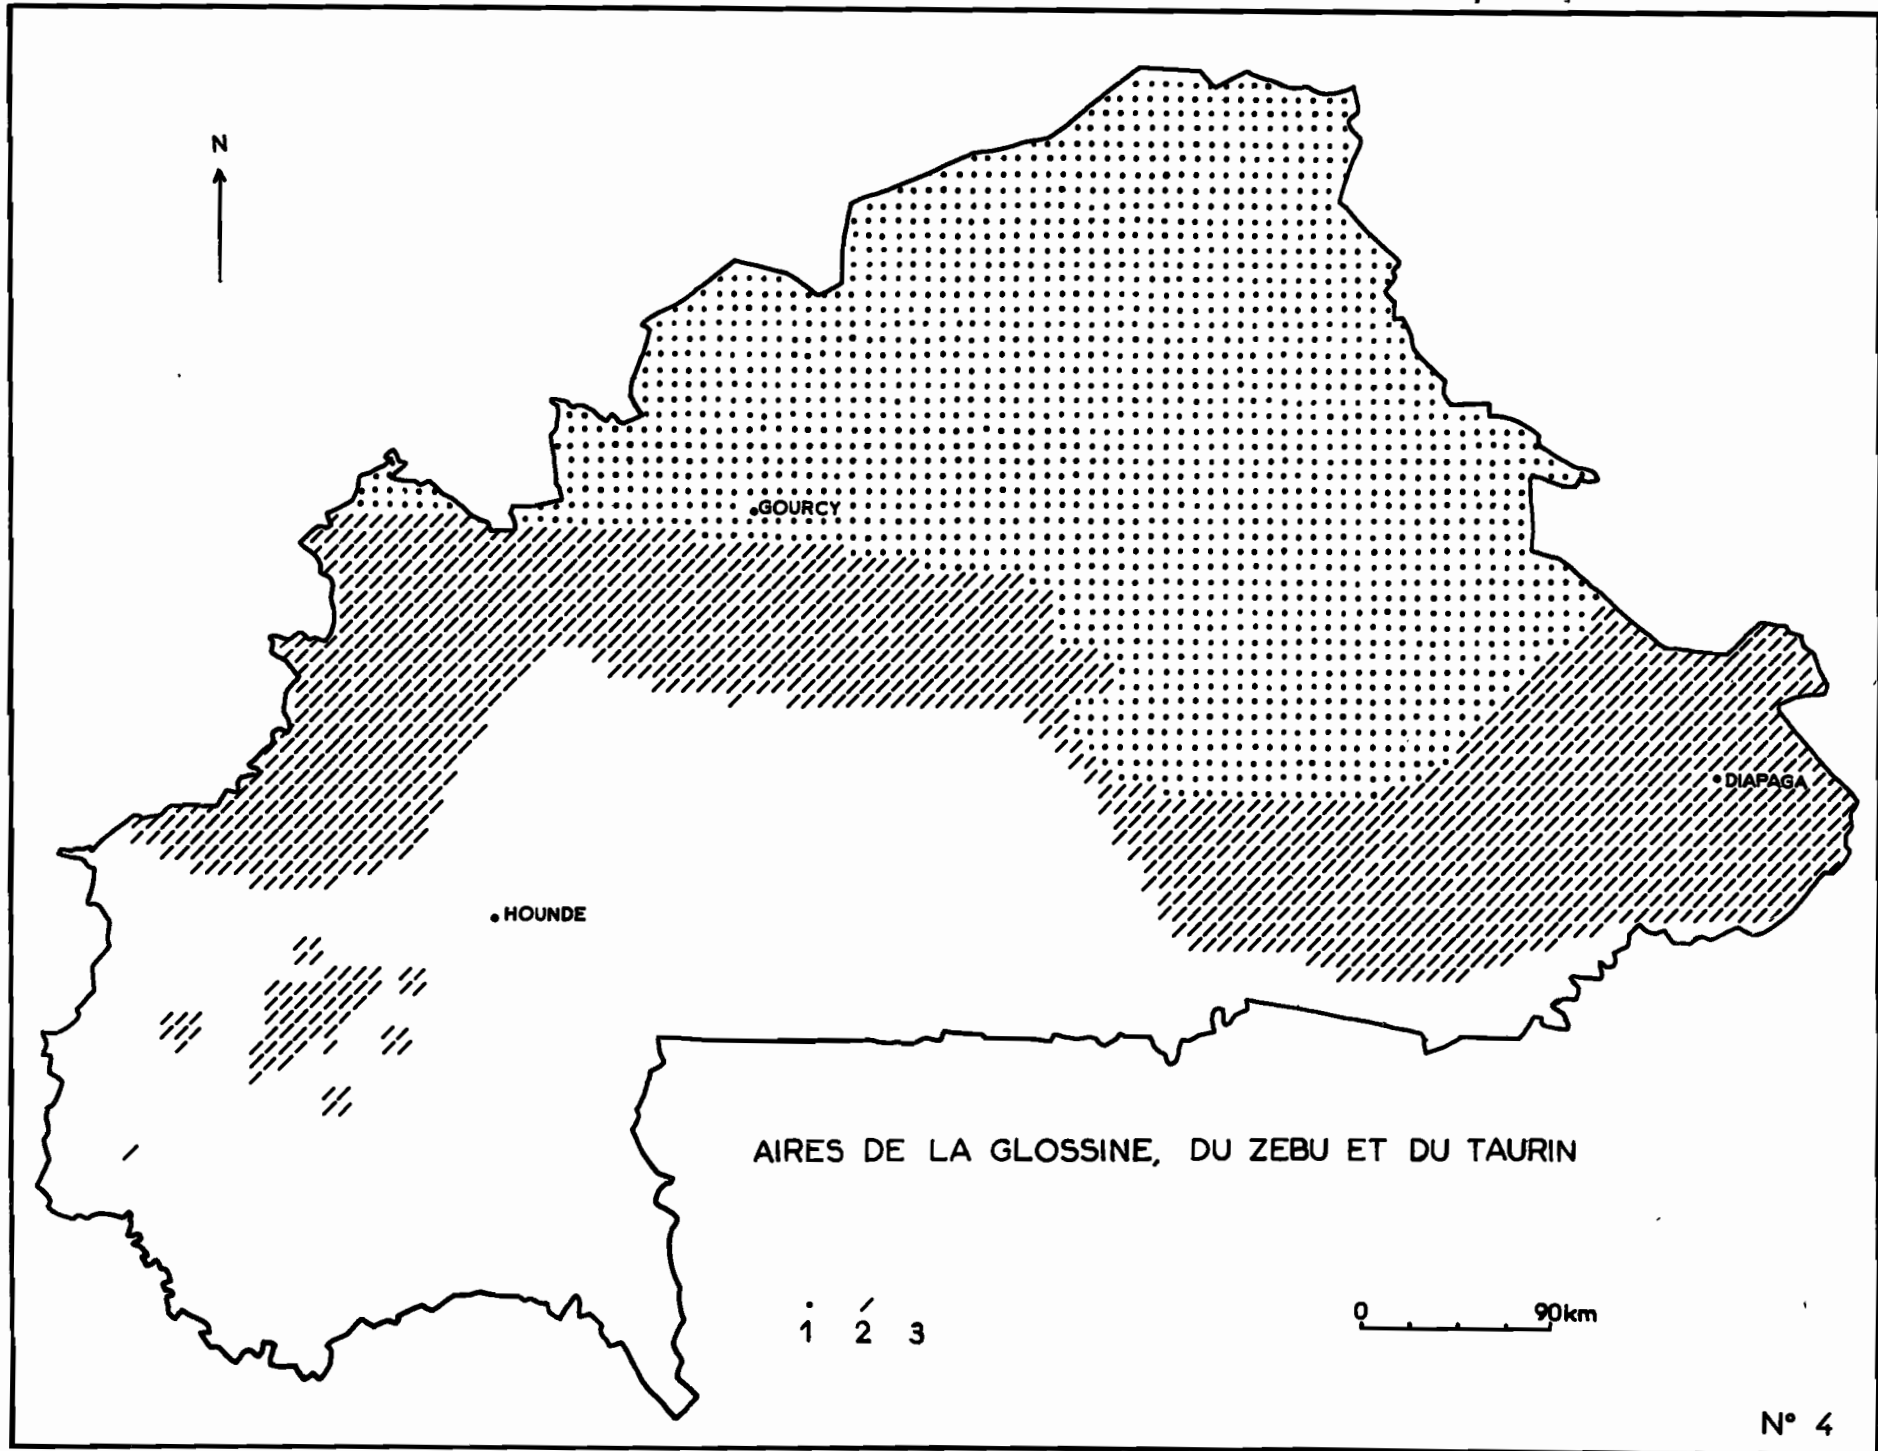 N
GOURCY
DIAPAGA
HOUNDE
AIRES DE LA GLOSSINE, DU ZEBU ET DU TAURIN
1 2 3
0 90km
N° 4